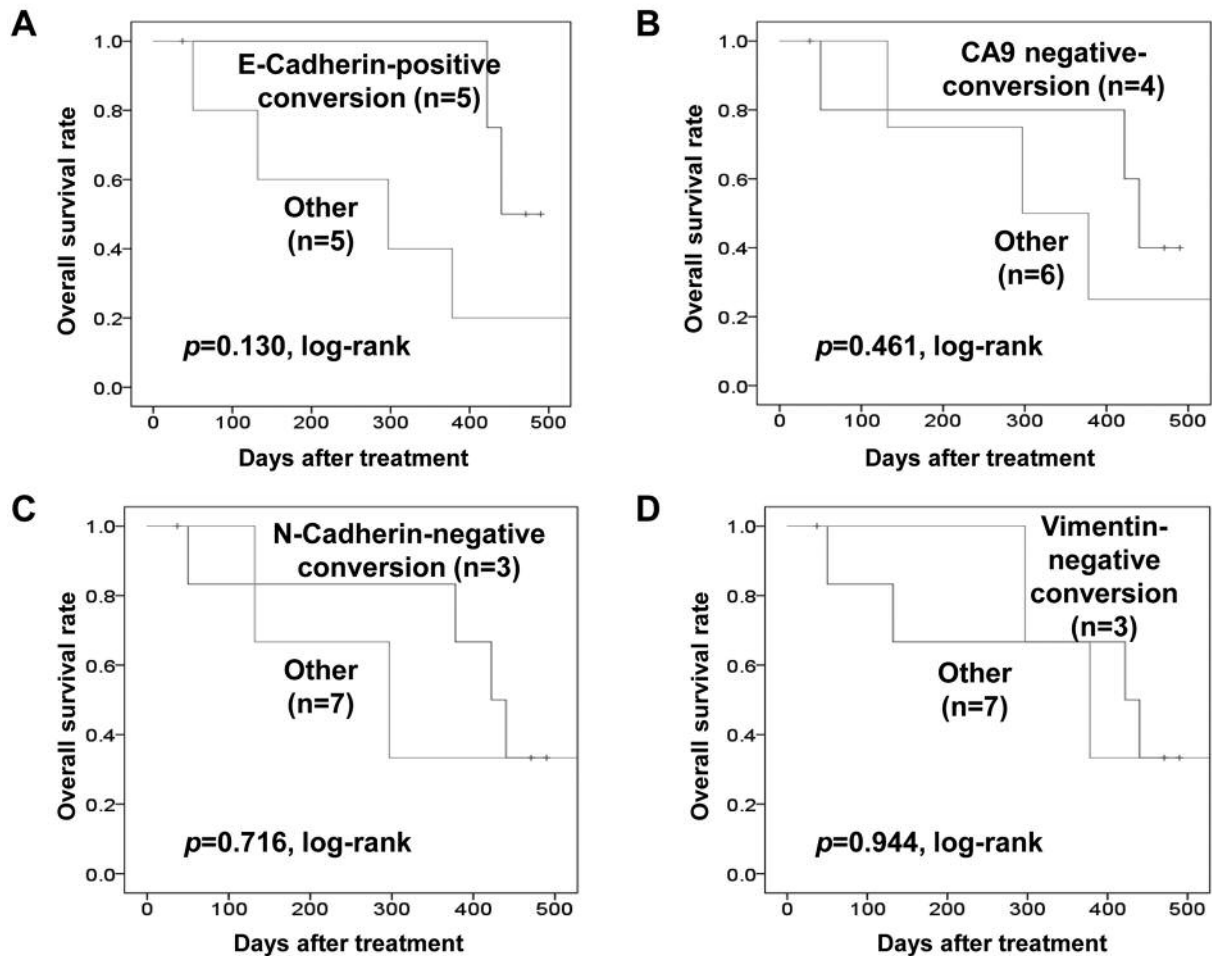 A
Overall survival rate
1.0
0.8
0.6
0.4
0.2
0.0
E-Cadherin-positive
conversion (n=5)
Other
(n=5)
p=0.130, log-rank
0 100 200 300 400 500
Days after treatment
B
Overall survival rate
1.0
0.8
0.6
0.4
0.2
0.0
CA9 negative-
conversion (n=4)
Other
(n=6)
p=0.461, log-rank
0 100 200 300 400 500
Days after treatment
C
Overall survival rate
1.0
0.8
0.6
0.4
0.2
0.0
N-Cadherin-negative
conversion (n=3)
Other
(n=7)
p=0.716, log-rank
0 100 200 300 400 500
Days after treatment
D
Overall survival rate
1.0
0.8
0.6
0.4
0.2
0.0
Vimentin-
negative
conversion
(n=3)
Other
(n=7)
p=0.944, log-rank
0 100 200 300 400 500
Days after treatment